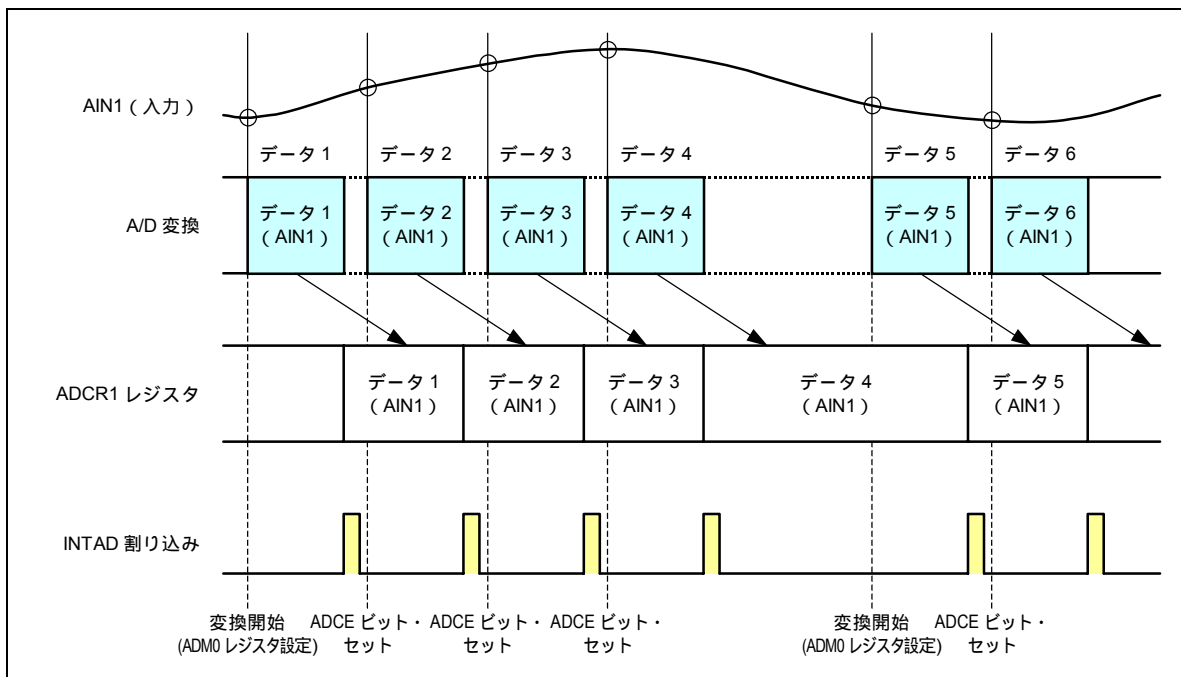 AIN1（入力）
データ 1 データ 2 データ 3 データ 4 データ 5 データ 6
A/D 変換
データ 1
（AIN1）
データ 2
（AIN1）
データ 3
（AIN1）
データ 4
（AIN1）
データ 5
（AIN1）
データ 6
（AIN1）
ADCR1 レジスタ
データ 1
（AIN1）
データ 2
（AIN1）
データ 3
（AIN1）
データ 4
（AIN1）
データ 5
（AIN1）
INTAD 割り込み
変換開始
(ADM0 レジスタ設定)
ADCE ビット・
セット
ADCE ビット・
セット
ADCE ビット・
セット
変換開始
(ADM0 レジスタ設定)
ADCE ビット・
セット